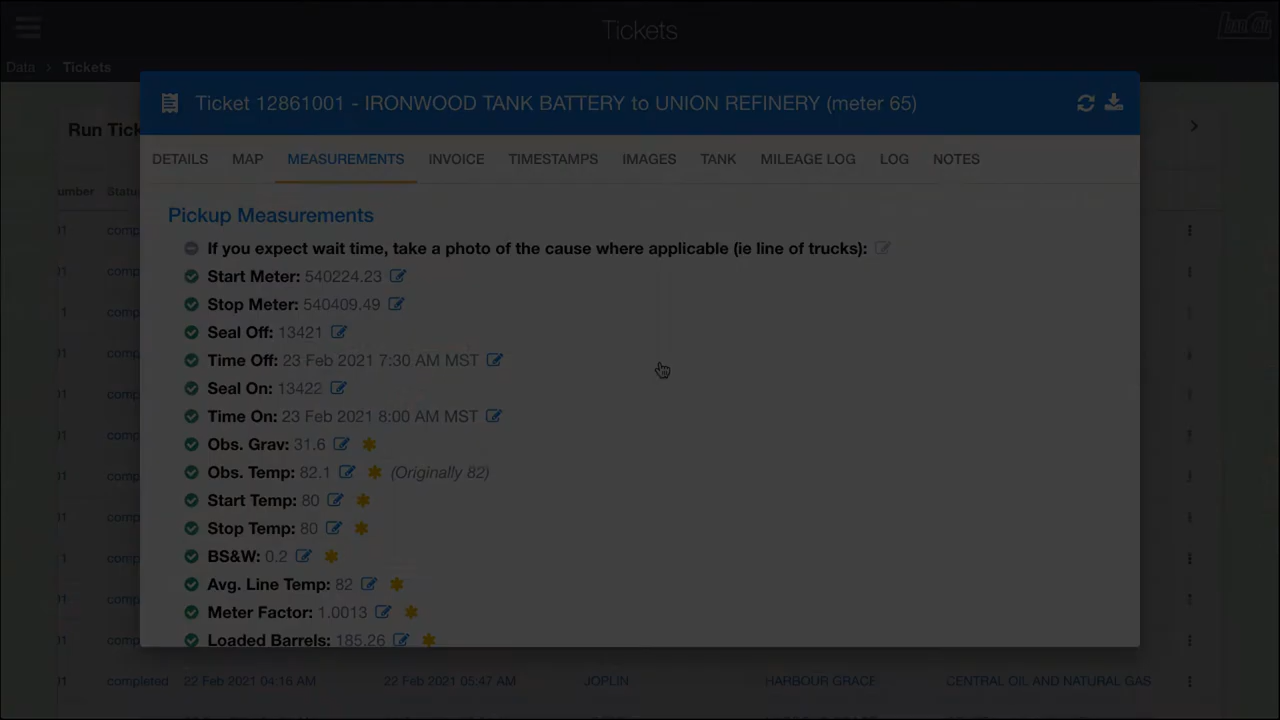 Tickets
Data > Tickets
Ticket 12861001 - IRONWOOD TANK BATTERY to UNION REFINERY (meter 65)
Run Tick
DETAILS MAP MEASUREMENTS INVOICE TIMESTAMPS IMAGES TANK MILEAGE LOG LOG NOTES
umber Statu
Pickup Measurements
If you expect wait time, take a photo of the cause where applicable (ie line of trucks):
Start Meter: 540224.23
Stop Meter: 540409.49
Seal Off: 13421
Time Off: 23 Feb 2021 7:30 AM MST
Seal On: 13422
Time On: 23 Feb 2021 8:00 AM MST
Obs. Grav: 31.6
Obs. Temp: 82.1 (Originally 82)
Start Temp: 80
Stop Temp: 80
BS&W: 0.2
Avg. Line Temp: 82
Meter Factor: 1.0013
Loaded Barrels: 185.26
completed 22 Feb 2021 04:16 AM 22 Feb 2021 05:47 AM JOPLIN HARBOUR GRACE CENTRAL OIL AND NATURAL GAS